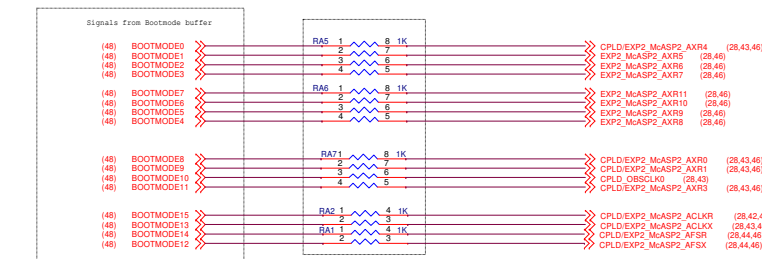 Signals from Bootmode buffer
(48) BOOTMODE0 RA5 1 8 1K CPLD/EXP2_McASP2_AXR4 (28,43,46)
(48) BOOTMODE1 2 7 EXP2_McASP2_AXR5 (28,46)
(48) BOOTMODE2 3 6 EXP2_McASP2_AXR6 (28,46)
(48) BOOTMODE3 4 5 EXP2_McASP2_AXR7 (28,46)
(48) BOOTMODE7 RA6 1 8 1K EXP2_McASP2_AXR11 (28,46)
(48) BOOTMODE6 2 7 EXP2_McASP2_AXR10 (28,46)
(48) BOOTMODE5 3 6 EXP2_McASP2_AXR9 (28,46)
(48) BOOTMODE4 4 5 EXP2_McASP2_AXR8 (28,46)
(48) BOOTMODE8 RA7 1 8 1K CPLD/EXP2_McASP2_AXR0 (28,43,46)
(48) BOOTMODE9 2 7 CPLD/EXP2_McASP2_AXR1 (28,43,46)
(48) BOOTMODE10 3 6 CPLD_OBSCLK0 (28,43)
(48) BOOTMODE11 4 5 CPLD/EXP2_McASP2_AXR3 (28,43,46)
(48) BOOTMODE15 RA2 1 4 1K CPLD/EXP2_McASP2_ACLKR (28,42,4
(48) BOOTMODE13 2 3 CPLD/EXP2_McASP2_ACLKX (28,43,4
(48) BOOTMODE14 RA1 1 4 1K CPLD/EXP2_McASP2_AFSR (28,44,46
(48) BOOTMODE12 2 3 CPLD/EXP2_McASP2_AFSX (28,44,46)